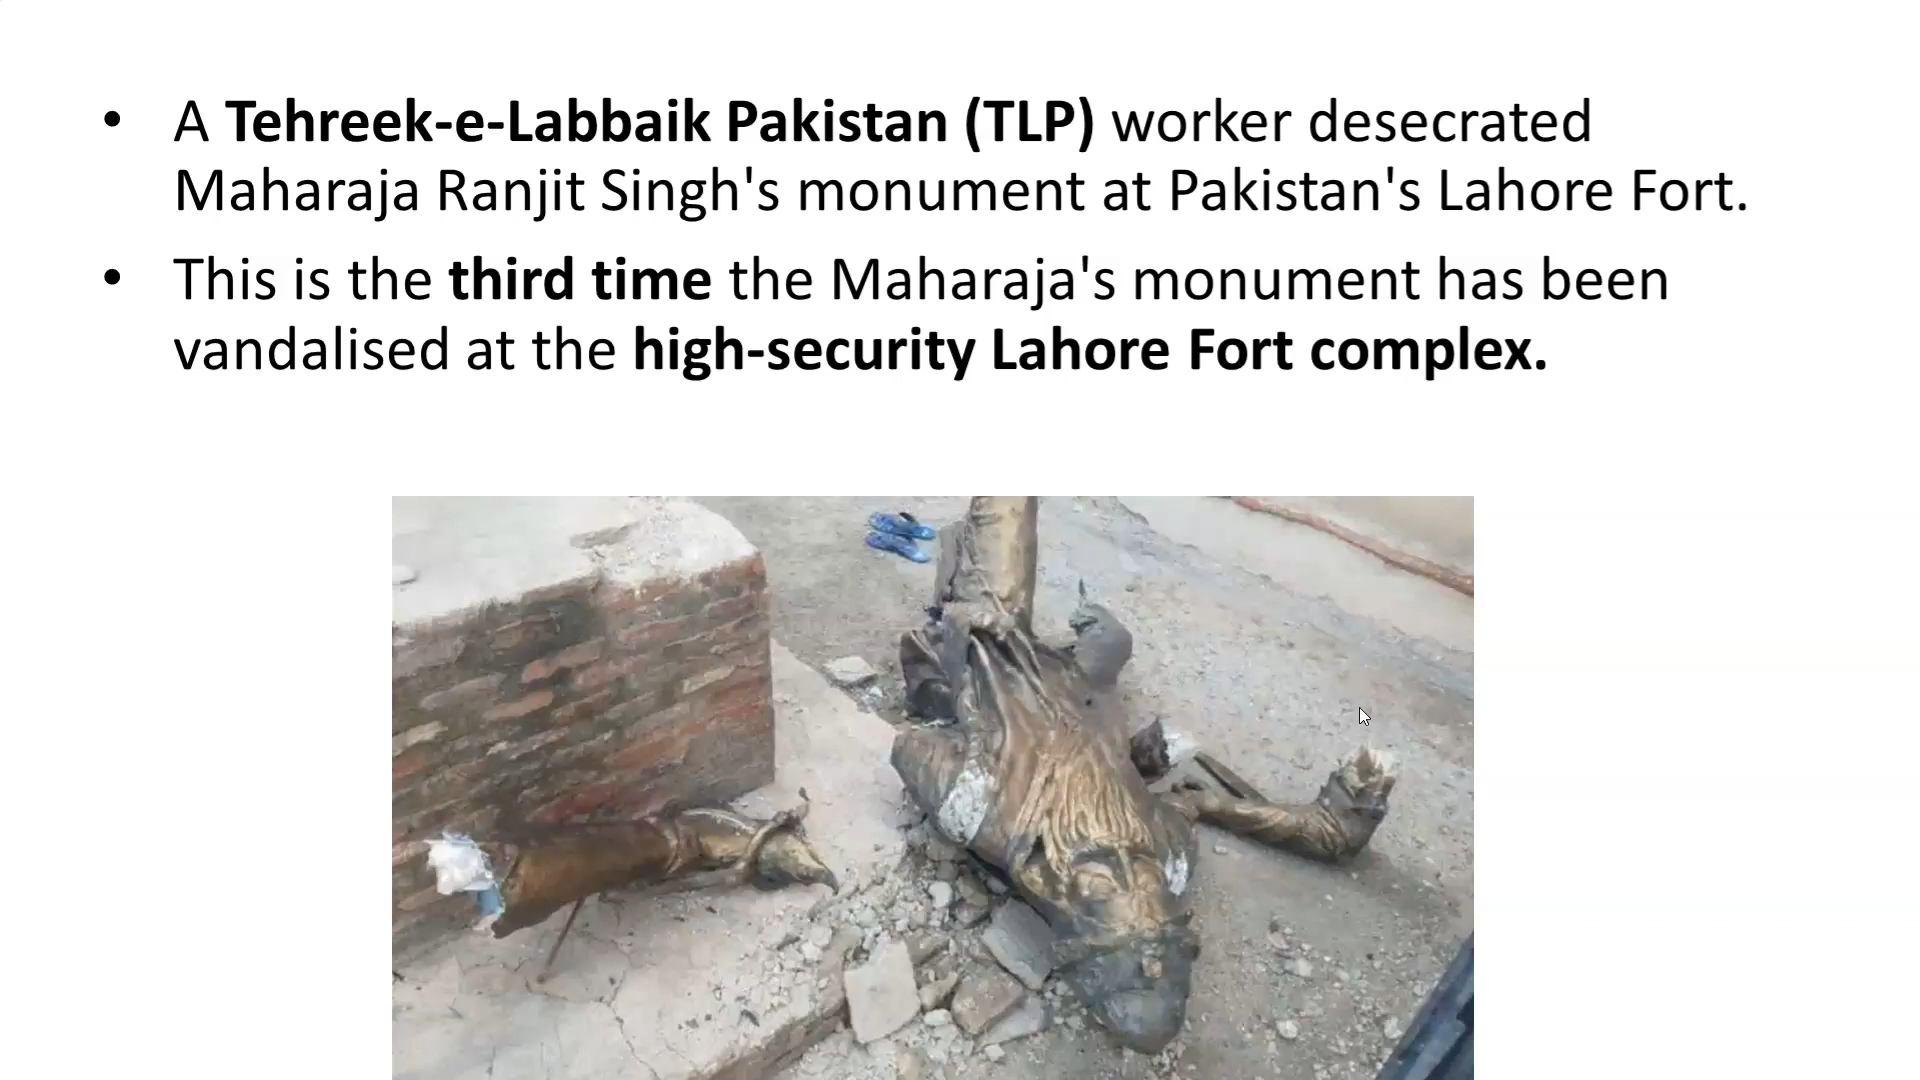 • A Tehreek-e-Labbaik Pakistan (TLP) worker desecrated
Maharaja Ranjit Singh's monument at Pakistan's Lahore Fort.
• This is the third time the Maharaja's monument has been
vandalised at the high-security Lahore Fort complex.